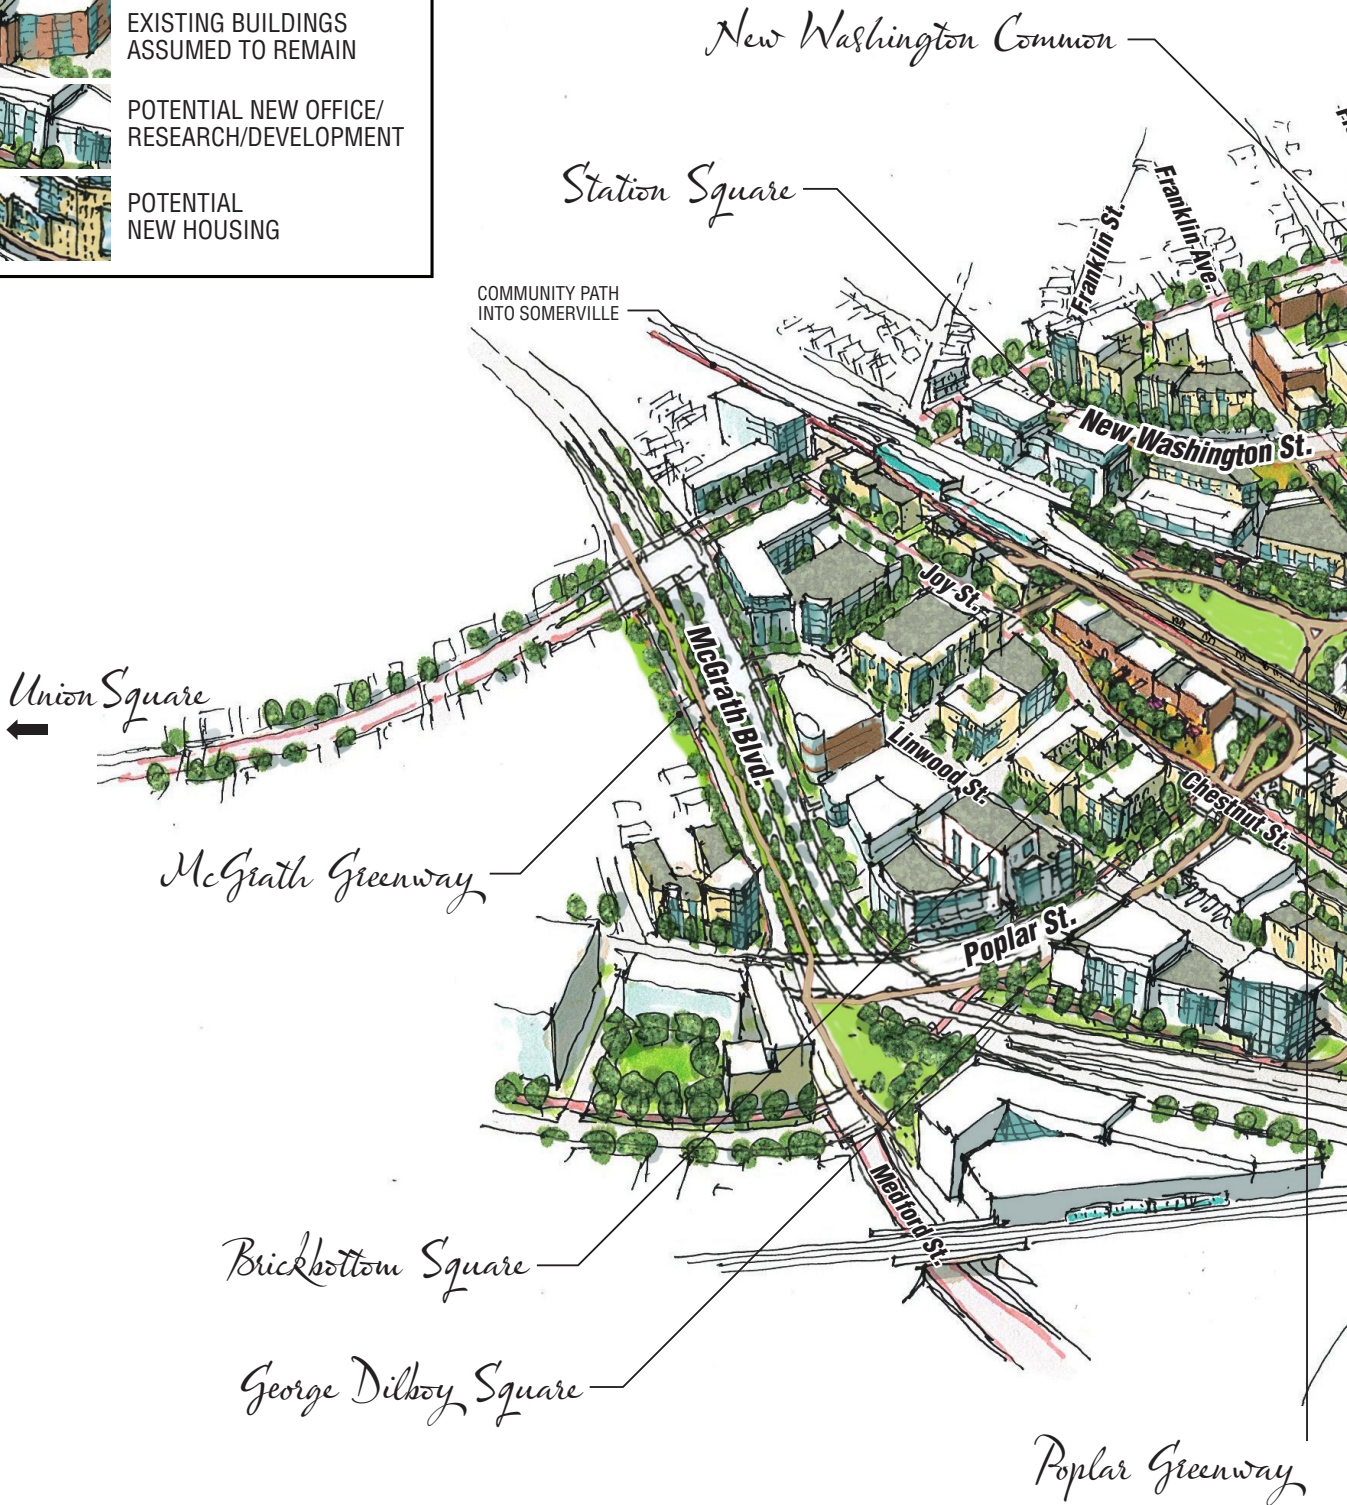 EXISTING BUILDINGS
ASSUMED TO REMAIN
POTENTIAL NEW OFFICE/
RESEARCH/DEVELOPMENT
POTENTIAL
NEW HOUSING
New Washington Common
Station Square
Franklin St.
Franklin Ave.
COMMUNITY PATH
INTO SOMERVILLE
New Washington St.
Joy St.
McGrath Blvd.
Union Square
Linwood St.
Chestnut St.
McGrath Greenway
Poplar St.
Medford St.
Brickbottom Square
George Dilboy Square
Poplar Greenway